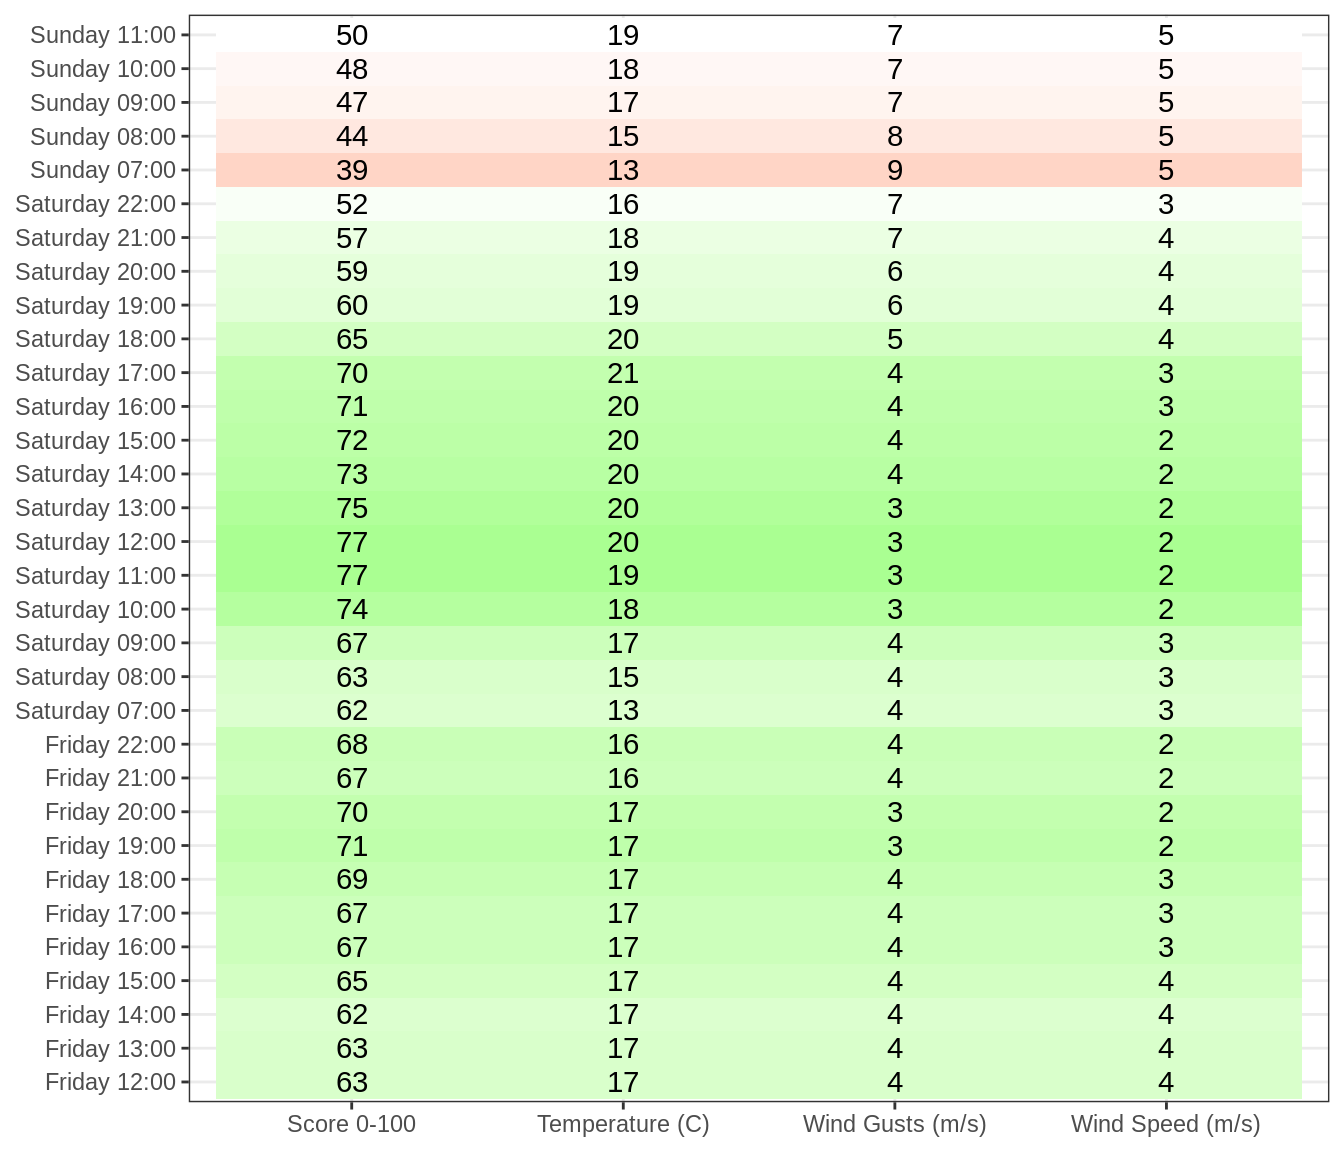 Sunday 11:00 50 19 7 5
Sunday 10:00 48 18 7 5
Sunday 09:00 47 17 7 5
Sunday 08:00 44 15 8 5
Sunday 07:00 39 13 9 5
Saturday 22:00 52 16 7 3
Saturday 21:00 57 18 7 4
Saturday 20:00 59 19 6 4
Saturday 19:00 60 19 6 4
Saturday 18:00 65 20 5 4
Saturday 17:00 70 21 4 3
Saturday 16:00 71 20 4 3
Saturday 15:00 72 20 4 2
Saturday 14:00 73 20 4 2
Saturday 13:00 75 20 3 2
Saturday 12:00 77 20 3 2
Saturday 11:00 77 19 3 2
Saturday 10:00 74 18 3 2
Saturday 09:00 67 17 4 3
Saturday 08:00 63 15 4 3
Saturday 07:00 62 13 4 3
Friday 22:00 68 16 4 2
Friday 21:00 67 16 4 2
Friday 20:00 70 17 3 2
Friday 19:00 71 17 3 2
Friday 18:00 69 17 4 3
Friday 17:00 67 17 4 3
Friday 16:00 67 17 4 3
Friday 15:00 65 17 4 4
Friday 14:00 62 17 4 4
Friday 13:00 63 17 4 4
Friday 12:00 63 17 4 4
Score 0-100 Temperature (C) Wind Gusts (m/s) Wind Speed (m/s)